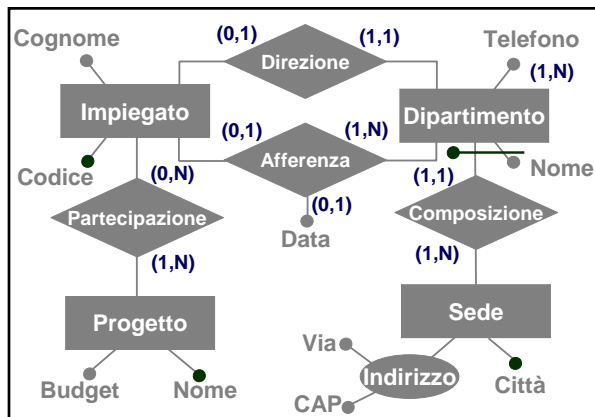 Cognome
(0,1)
(1,1)
Telefono
Direzione
(1,N)
Impiegato
Dipartimento
(0,1)
(1,N)
Afferenza
Codice
(0,N)
(1,1)
Nome
Partecipazione
(0,1)
Composizione
Data
(1,N)
(1,N)
Progetto
Sede
Via
Indirizzo
Budget
Nome
Città
CAP